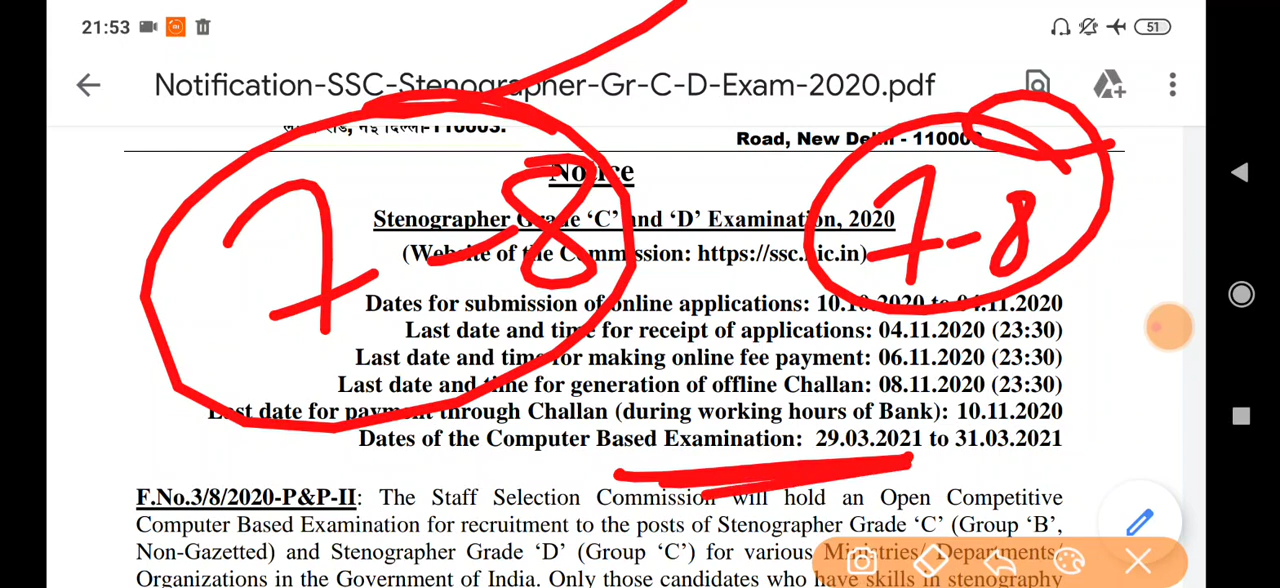 21:53 51
Notification-SSC-Stenographer-Gr-C-D-Exam-2020.pdf
रोड, नई दिल्ली-110003.
Road, New Delhi - 110003
Notice
Stenographer Grade ‘C’ and ‘D’ Examination, 2020
(Website of the Commission: https://ssc.nic.in)
7-8 7-8
Dates for submission of online applications: 10.10.2020 to 04.11.2020
Last date and time for receipt of applications: 04.11.2020 (23:30)
Last date and time for making online fee payment: 06.11.2020 (23:30)
Last date and time for generation of offline Challan: 08.11.2020 (23:30)
Last date for payment through Challan (during working hours of Bank): 10.11.2020
Dates of the Computer Based Examination: 29.03.2021 to 31.03.2021
F.No.3/8/2020-P&P-II: The Staff Selection Commission will hold an Open Competitive
Computer Based Examination for recruitment to the posts of Stenographer Grade ‘C’ (Group ‘B’,
Non-Gazetted) and Stenographer Grade ‘D’ (Group ‘C’) for various Ministries/ Departments/
Organizations in the Government of India. Only those candidates who have skills in stenography